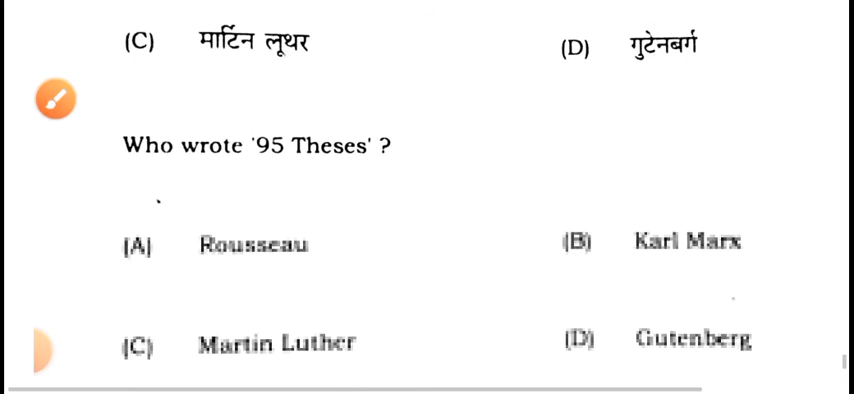 (C) मार्टिन लूथर (D) गुटेनबर्ग
Who wrote '95 Theses' ?
(A) Rousseau (B) Karl Marx
(C) Martin Luther (D) Gutenberg